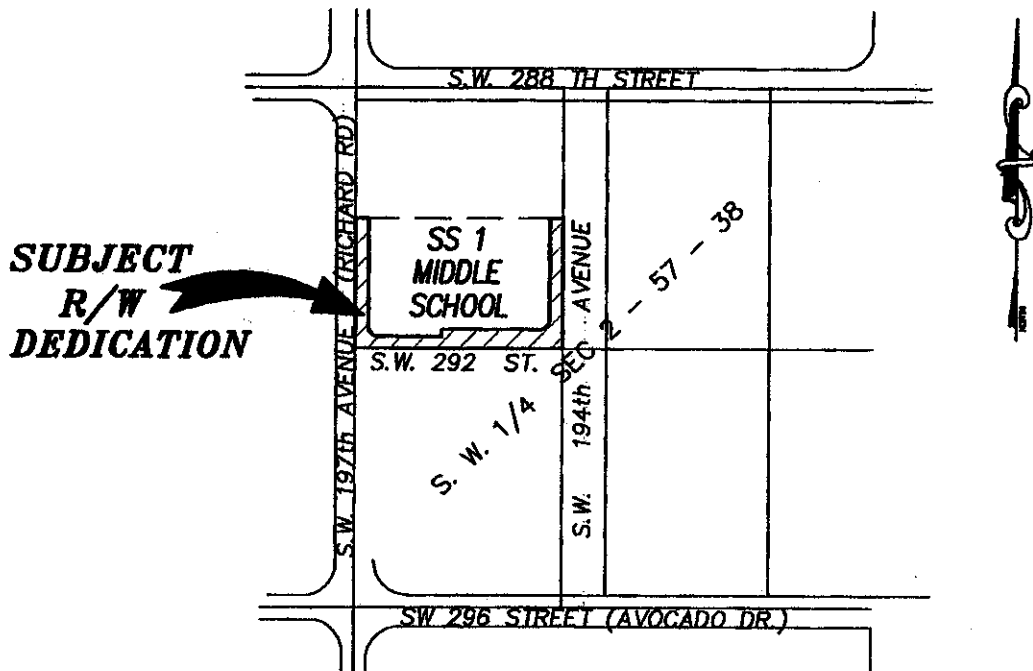 S.W. 288 TH STREET
S.W. 197th AVENUE (RICHARD RD)
SUBJECT
R/W
DEDICATION
SS 1
MIDDLE
SCHOOL
S.W. 194th AVENUE
S.W. 292 ST.
S. W. 1/4 SEC 2 - 57 - 38
SW 296 STREET (AVOCADO DR.)